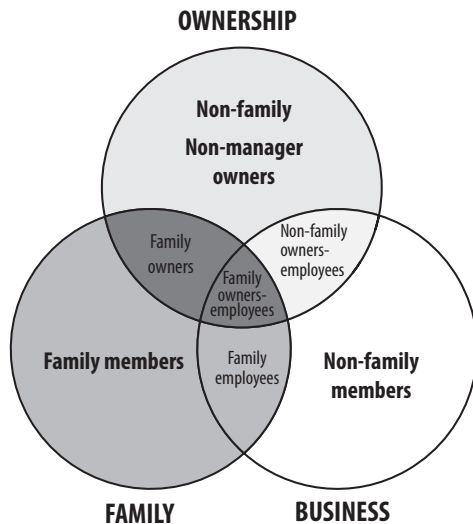 OWNERSHIP
Non-family
Non-manager
owners
Family
owners
Non-family
owners-
employees
Family
owners-
employees
Family members
Family
employees
Non-family
members
FAMILY
BUSINESS